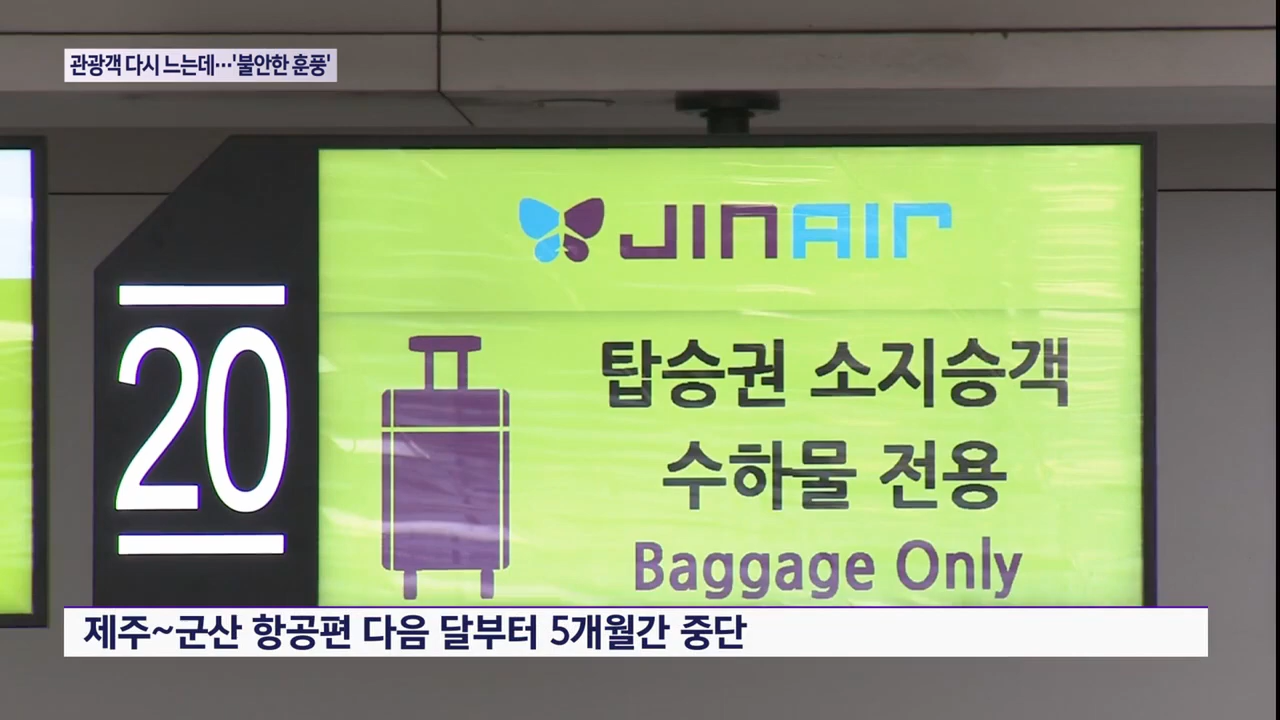 관광객 다시 느는데…'불안한 훈풍'
JINAIR
20
탑승권 소지승객
수하물 전용
Baggage Only
제주~군산 항공편 다음 달부터 5개월간 중단